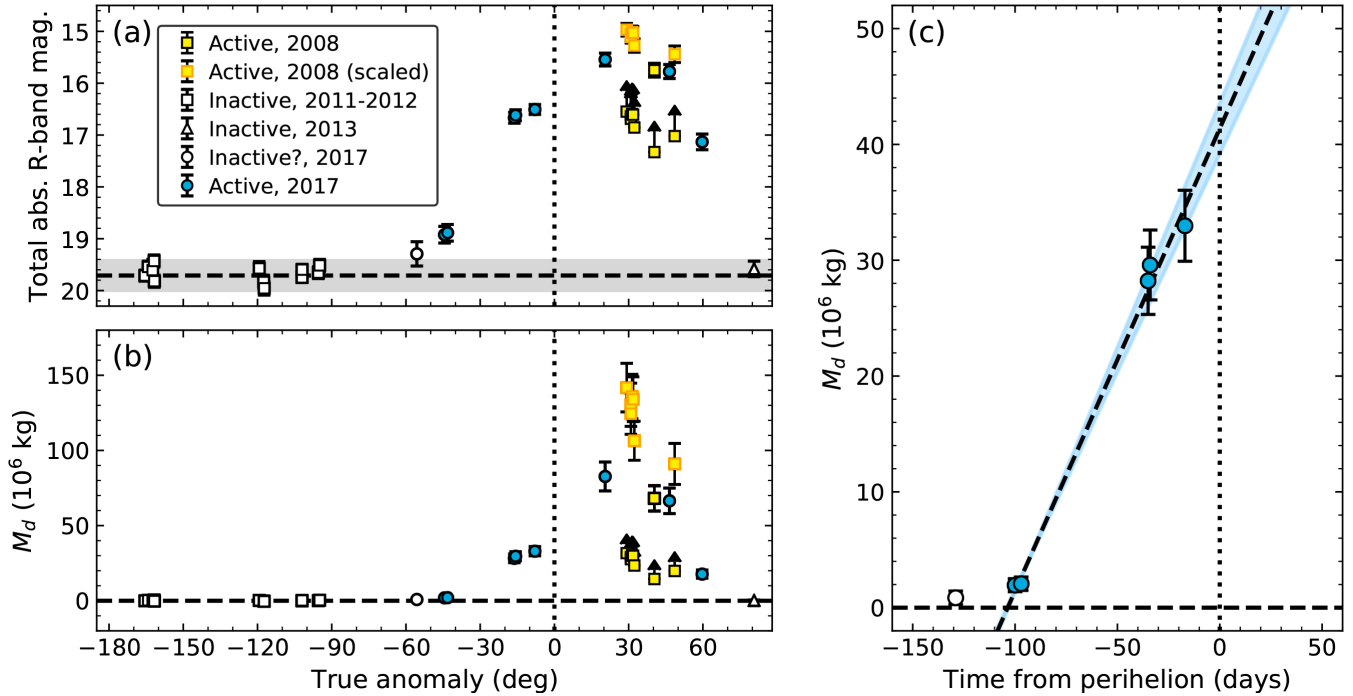 (a)
Active, 2008
Active, 2008 (scaled)
Inactive, 2011-2012
Inactive, 2013
Inactive?, 2017
Active, 2017
15
16
17
18
19
20
Total abs. R-band mag.
(b)
150
100
50
0
M_d (10^6 kg)
−180 −150 −120 −90 −60 −30 0 30 60
True anomaly (deg)
(c)
50
40
30
20
10
0
M_d (10^6 kg)
−150 −100 −50 0 50
Time from perihelion (days)